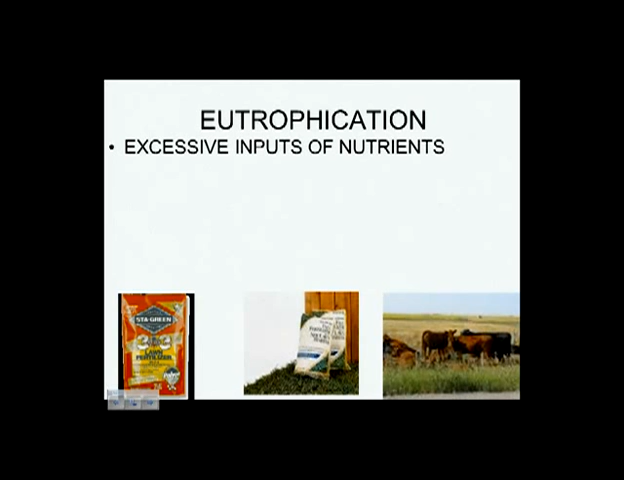 EUTROPHICATION
• EXCESSIVE INPUTS OF NUTRIENTS
STA-GREEN
LAWN
FERTILIZER